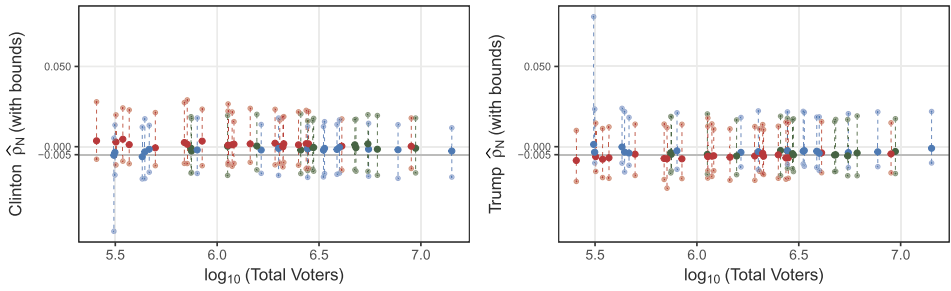 Clinton ρ̂N (with bounds)
0.050
0.000
−0.005
5.5 6.0 6.5 7.0
log10 (Total Voters)
Trump ρ̂N (with bounds)
0.050
0.000
−0.005
5.5 6.0 6.5 7.0
log10 (Total Voters)